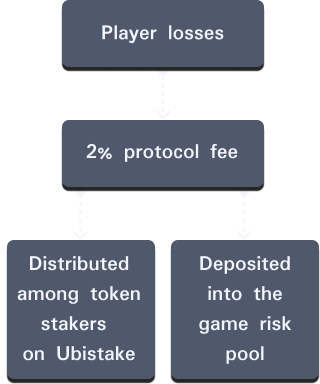 Player losses
2% protocol fee
Distributed
among token
stakers
on Ubistake
Deposited
into the
game risk
pool